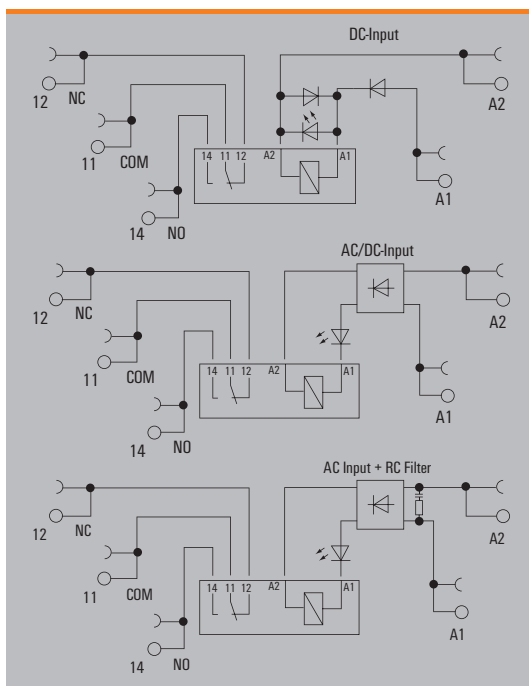 DC-Input
12 NC
A2
11 COM
14 11 12 A2 A1
14 NO
A1
AC/DC-Input
12 NC
A2
11 COM
14 11 12 A2 A1
14 NO
A1
AC Input + RC Filter
12 NC
A2
11 COM
14 11 12 A2 A1
14 NO
A1